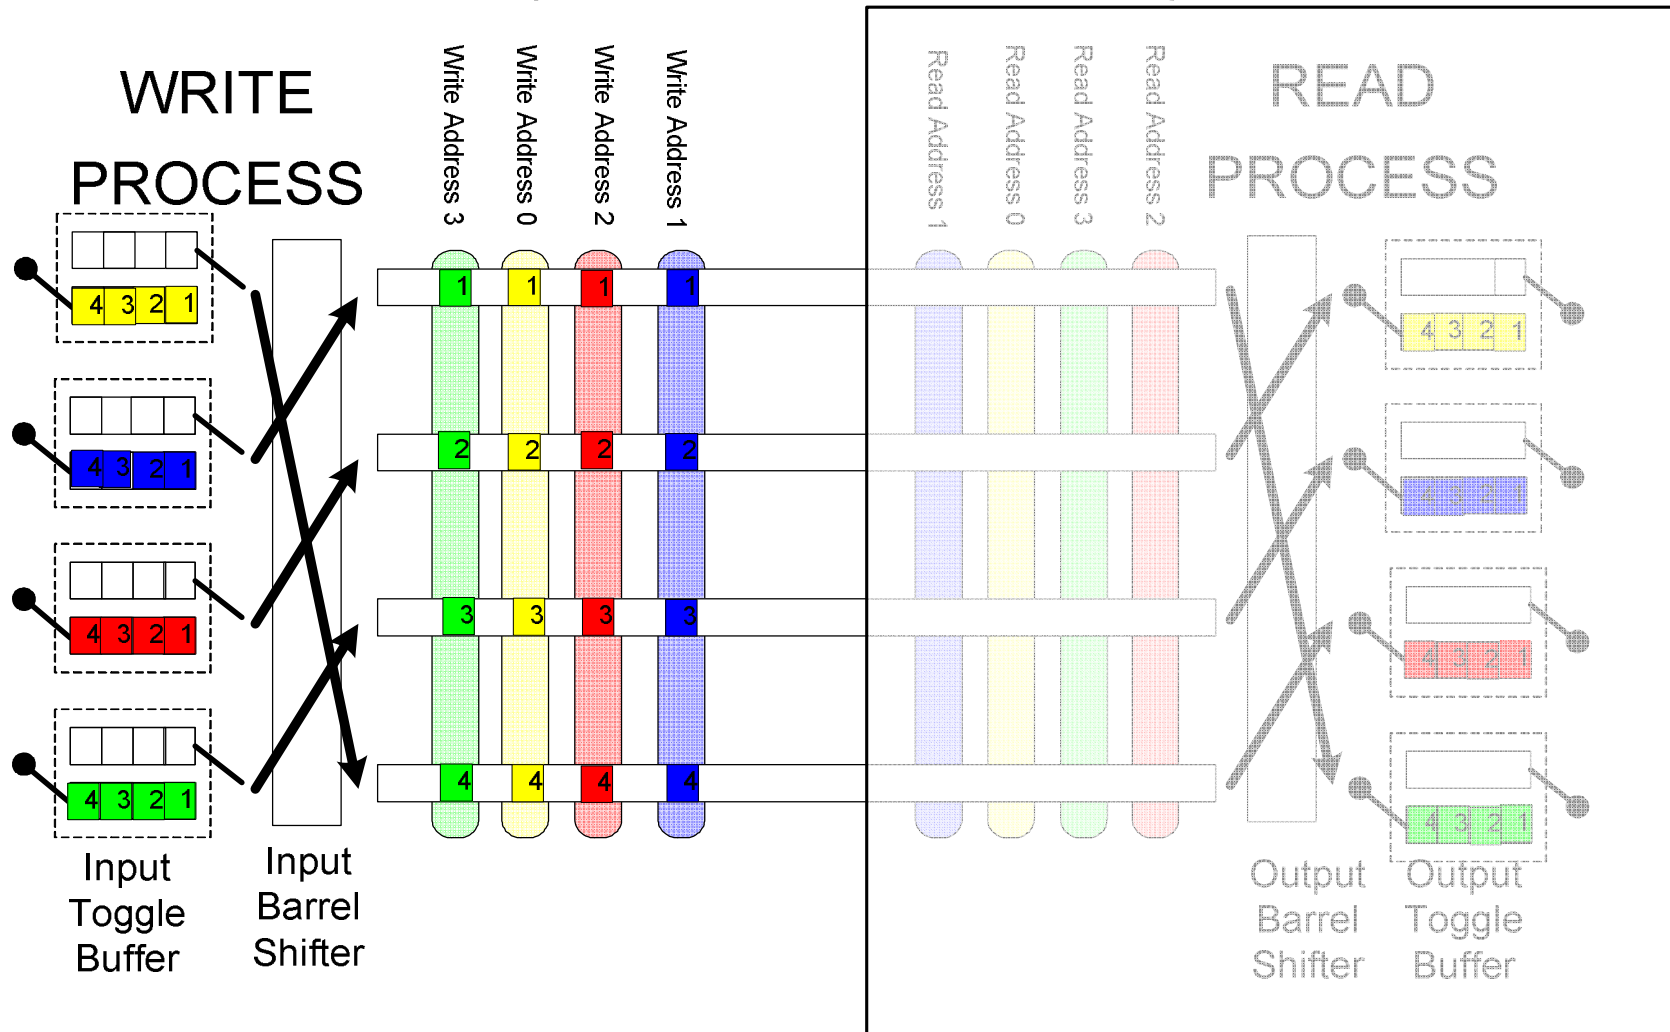 WRITE
PROCESS
Write Address 3
Write Address 0
Write Address 2
Write Address 1
Read Address 1
Read Address 0
Read Address 3
Read Address 2
READ
PROCESS
4 3 2 1
4 3 2 1
4 3 2 1
4 3 2 1
1 1 1 1
2 2 2 2
3 3 3 3
4 4 4 4
4 3 2 1
4 3 2 1
4 3 2 1
4 3 2 1
Input
Toggle
Buffer
Input
Barrel
Shifter
Output
Barrel
Shifter
Output
Toggle
Buffer